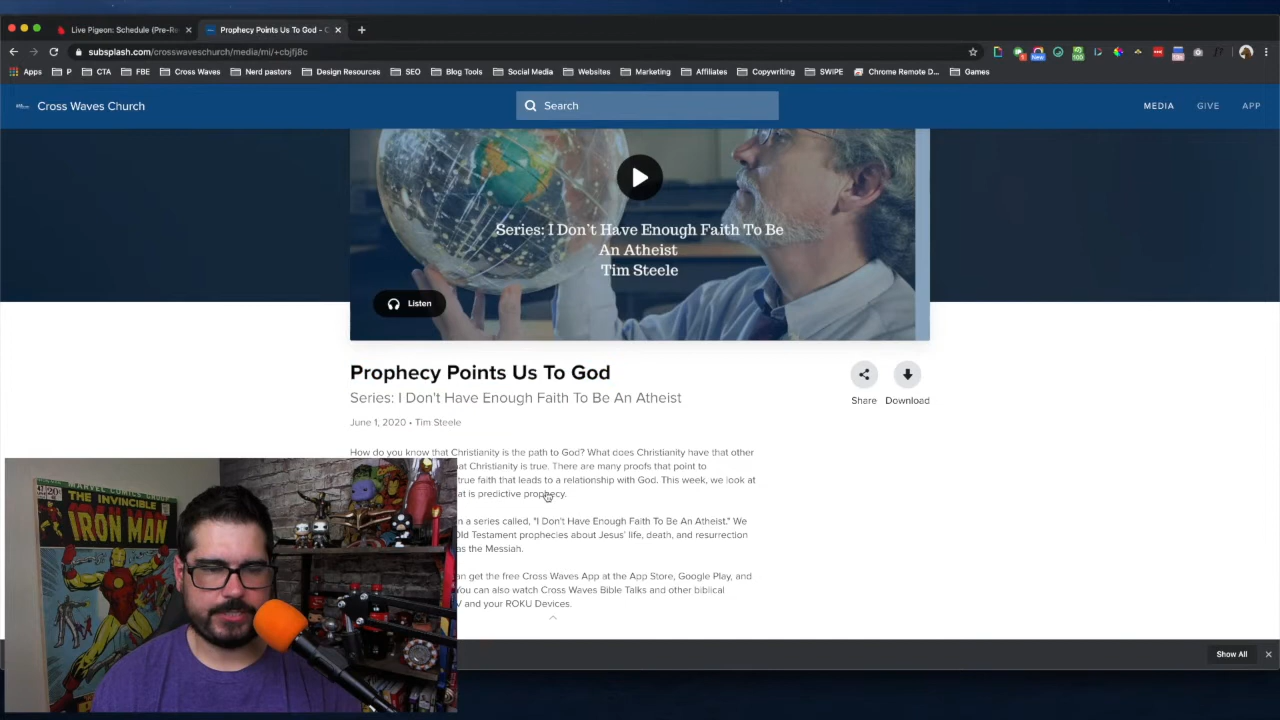 Live Pigeon: Schedule (Pre-Re
Prophecy Points Us To God - C
subsplash.com/crosswaveschurch/media/mi/+cbjfj8c
Apps P CTA FBE Cross Waves Nerd pastors Design Resources SEO Blog Tools Social Media Websites Marketing Affiliates Copywriting SWIPE Chrome Remote D... Games
Cross Waves Church
Search
MEDIA GIVE APP
Series: I Don't Have Enough Faith To Be
An Atheist
Tim Steele
Listen
Prophecy Points Us To God
Series: I Don't Have Enough Faith To Be An Atheist
June 1, 2020 • Tim Steele
Share Download
How do you know that Christianity is the path to God? What does Christianity have that other
at Christianity is true. There are many proofs that point to
true faith that leads to a relationship with God. This week, we look at
at is predictive prophecy.
n a series called, "I Don't Have Enough Faith To Be An Atheist." We
Old Testament prophecies about Jesus' life, death, and resurrection
as the Messiah.
an get the free Cross Waves App at the App Store, Google Play, and
You can also watch Cross Waves Bible Talks and other biblical
V and your ROKU Devices.
Show All
MARVEL COMICS GROUP
THE INVINCIBLE
IRON MAN